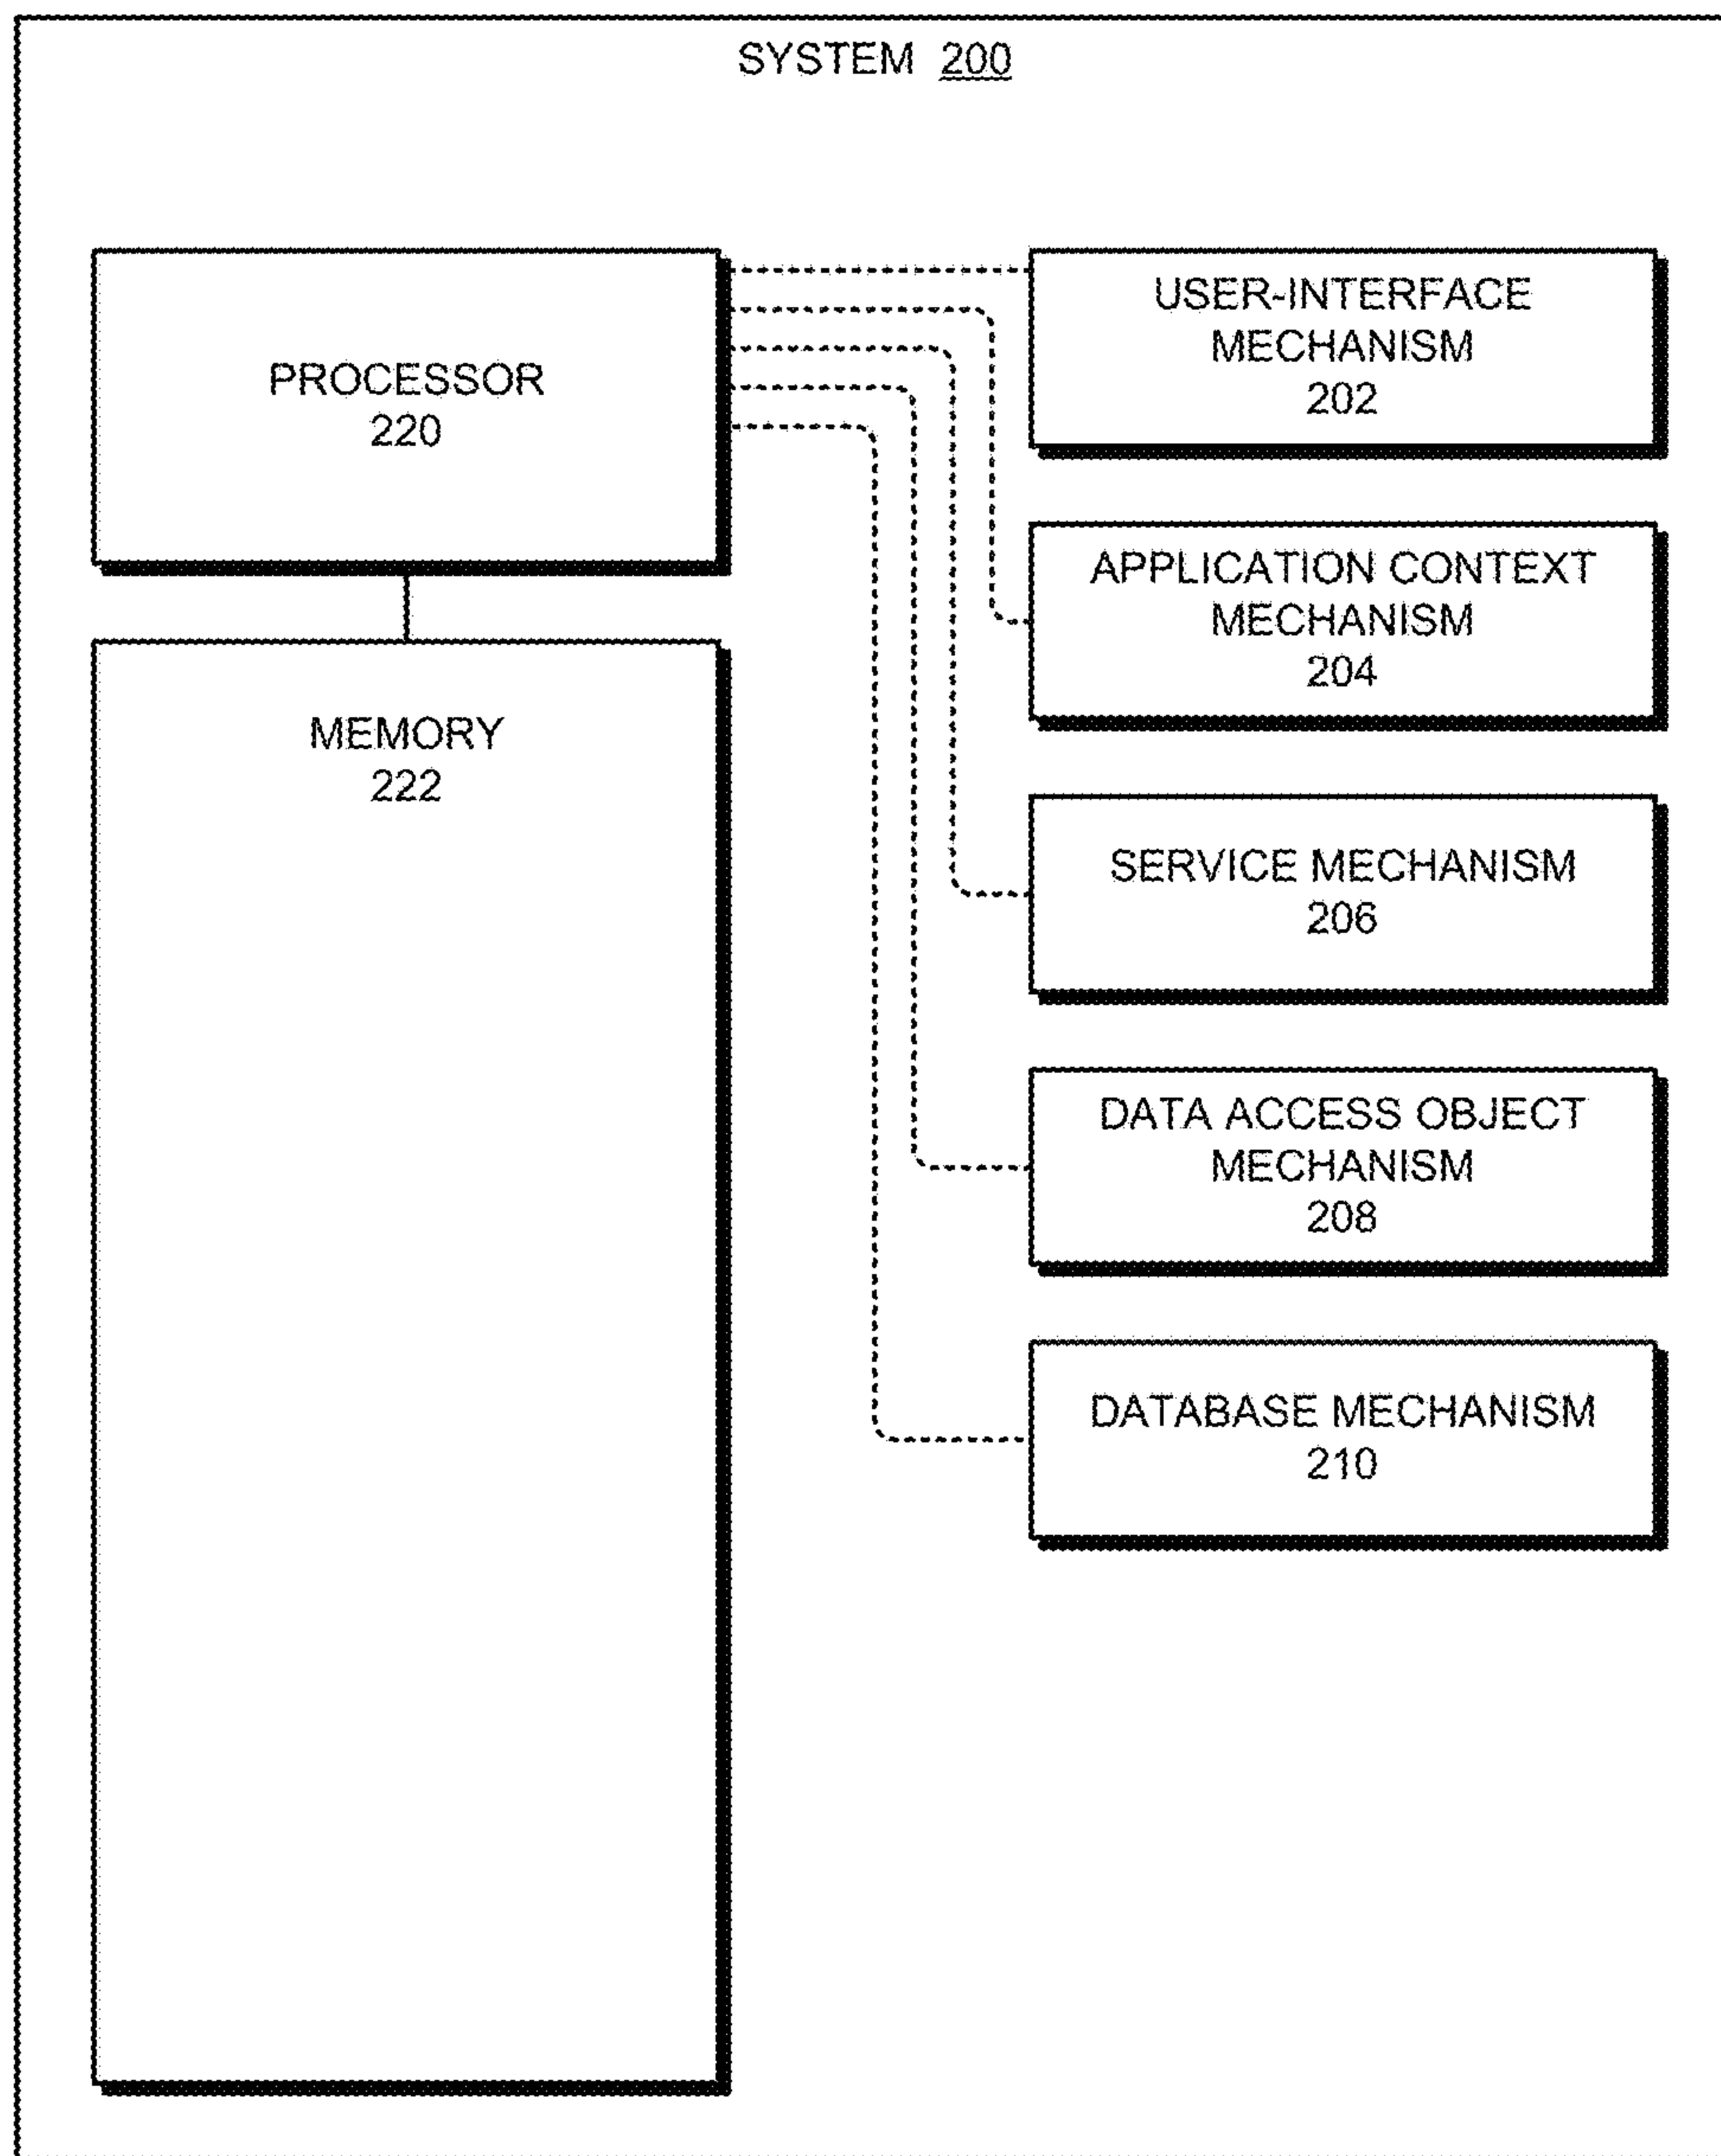 SYSTEM 200
PROCESSOR
220
MEMORY
222
USER-INTERFACE
MECHANISM
202
APPLICATION CONTEXT
MECHANISM
204
SERVICE MECHANISM
206
DATA ACCESS OBJECT
MECHANISM
208
DATABASE MECHANISM
210